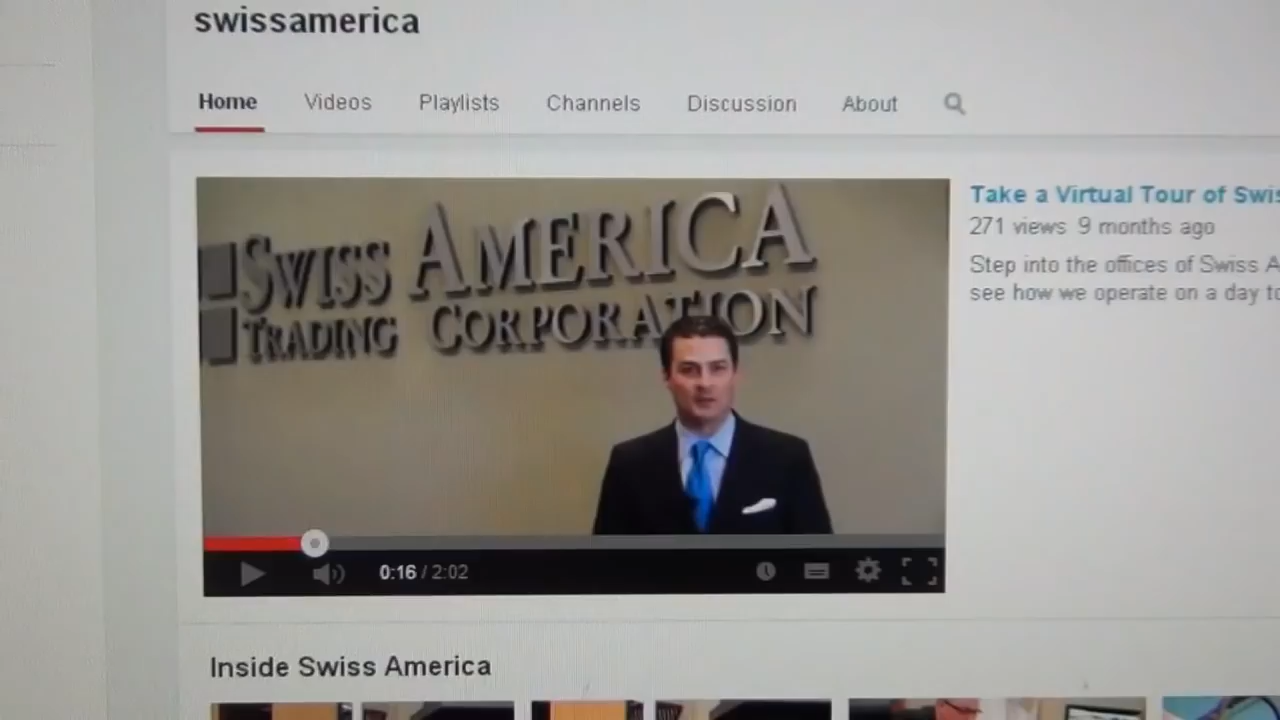 swissamerica
Home Videos Playlists Channels Discussion About
SWISS AMERICA
TRADING CORPORATION
Take a Virtual Tour of Swis
271 views 9 months ago
Step into the offices of Swiss A
see how we operate on a day to
0:16 / 2:02
Inside Swiss America